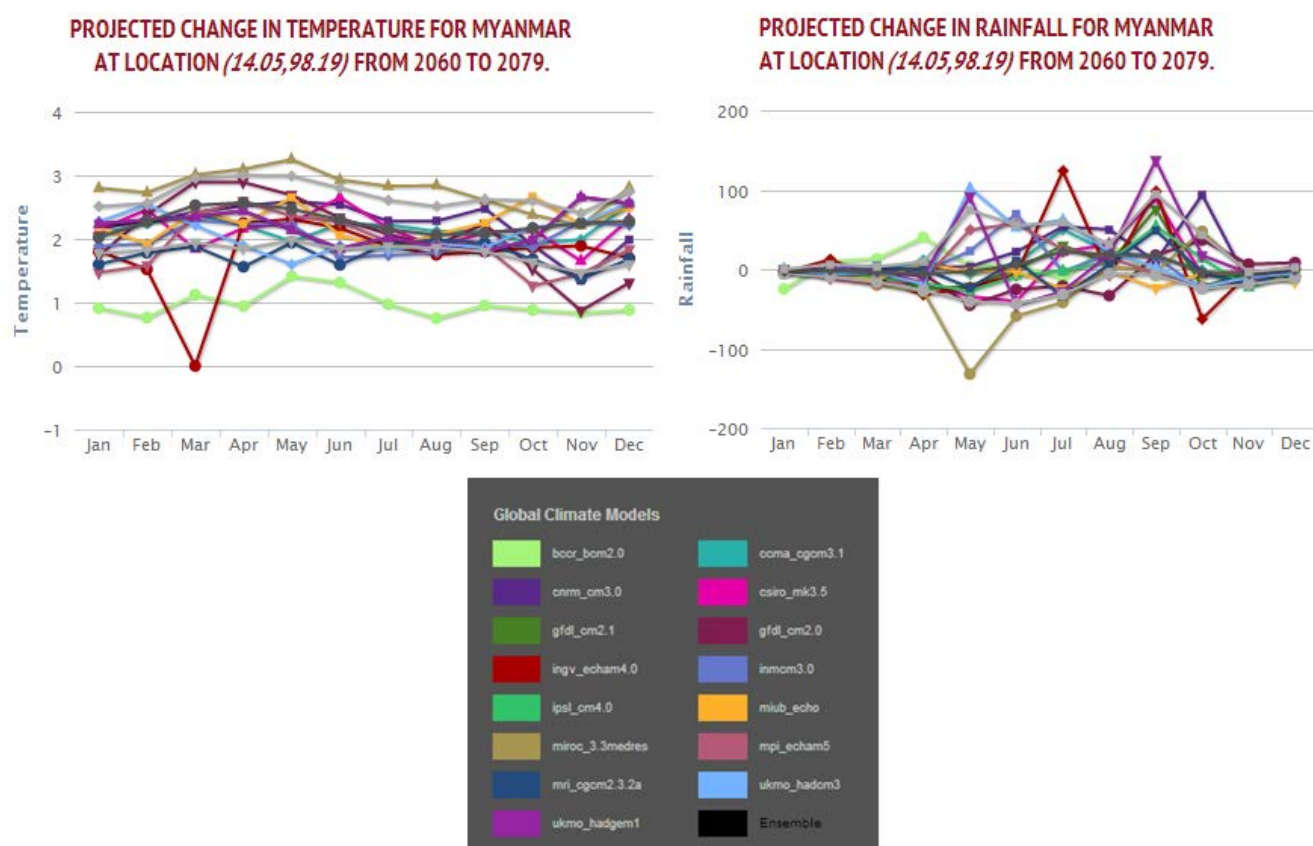 PROJECTED CHANGE IN TEMPERATURE FOR MYANMAR
AT LOCATION (14.05,98.19) FROM 2060 TO 2079.
4
3
2
1
0
-1
Temperature
Jan Feb Mar Apr May Jun Jul Aug Sep Oct Nov Dec
PROJECTED CHANGE IN RAINFALL FOR MYANMAR
AT LOCATION (14.05,98.19) FROM 2060 TO 2079.
200
100
0
-100
-200
Rainfall
Jan Feb Mar Apr May Jun Jul Aug Sep Oct Nov Dec
Global Climate Models
bccr_bcm2.0
ccma_cgcm3.1
cnrm_cm3.0
csiro_mk3.5
gfdl_cm2.1
gfdl_cm2.0
ingv_echam4.0
inmcm3.0
ipsl_cm4.0
miub_echo
miroc_3.3medres
mpi_echam5
mri_cgcm2.3.2a
ukmo_hadcm3
ukmo_hadgem1
Ensemble